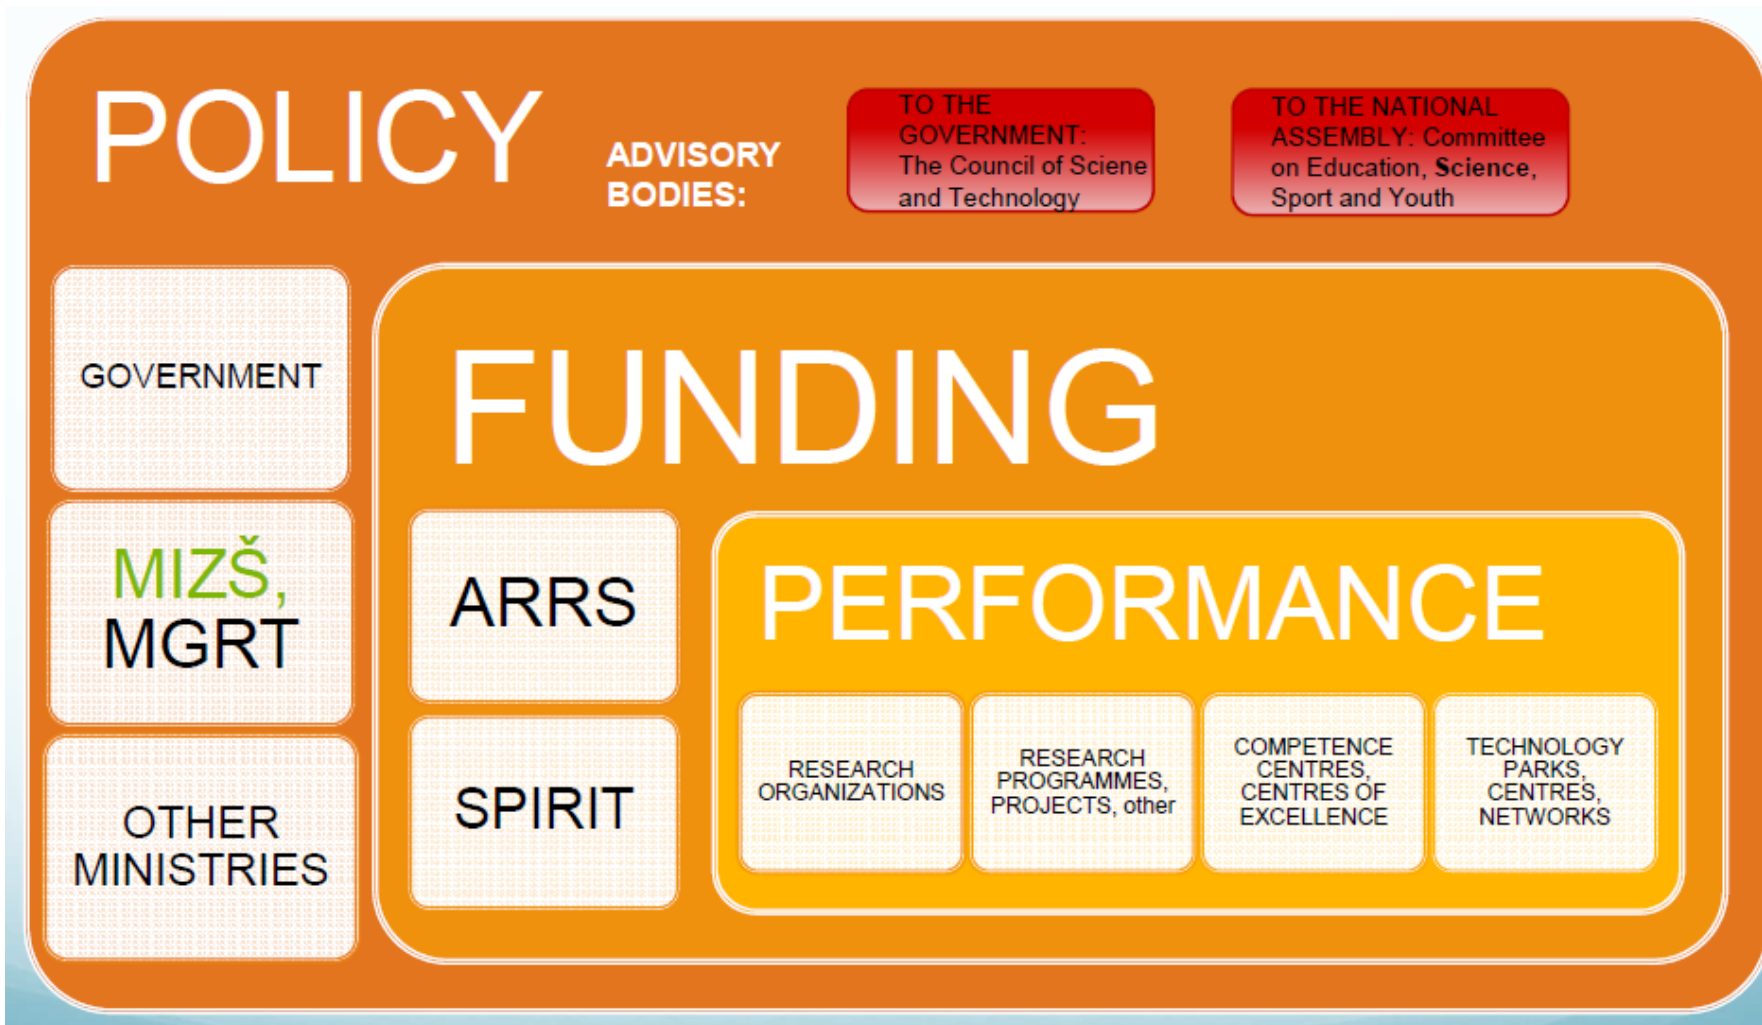 POLICY
ADVISORY
BODIES:
TO THE
GOVERNMENT:
The Council of Sciene
and Technology
TO THE NATIONAL
ASSEMBLY: Committee
on Education, Science,
Sport and Youth
GOVERNMENT
MIZŠ,
MGRT
OTHER
MINISTRIES
FUNDING
ARRS
SPIRIT
PERFORMANCE
RESEARCH
ORGANIZATIONS
RESEARCH
PROGRAMMES,
PROJECTS, other
COMPETENCE
CENTRES,
CENTRES OF
EXCELLENCE
TECHNOLOGY
PARKS,
CENTRES,
NETWORKS